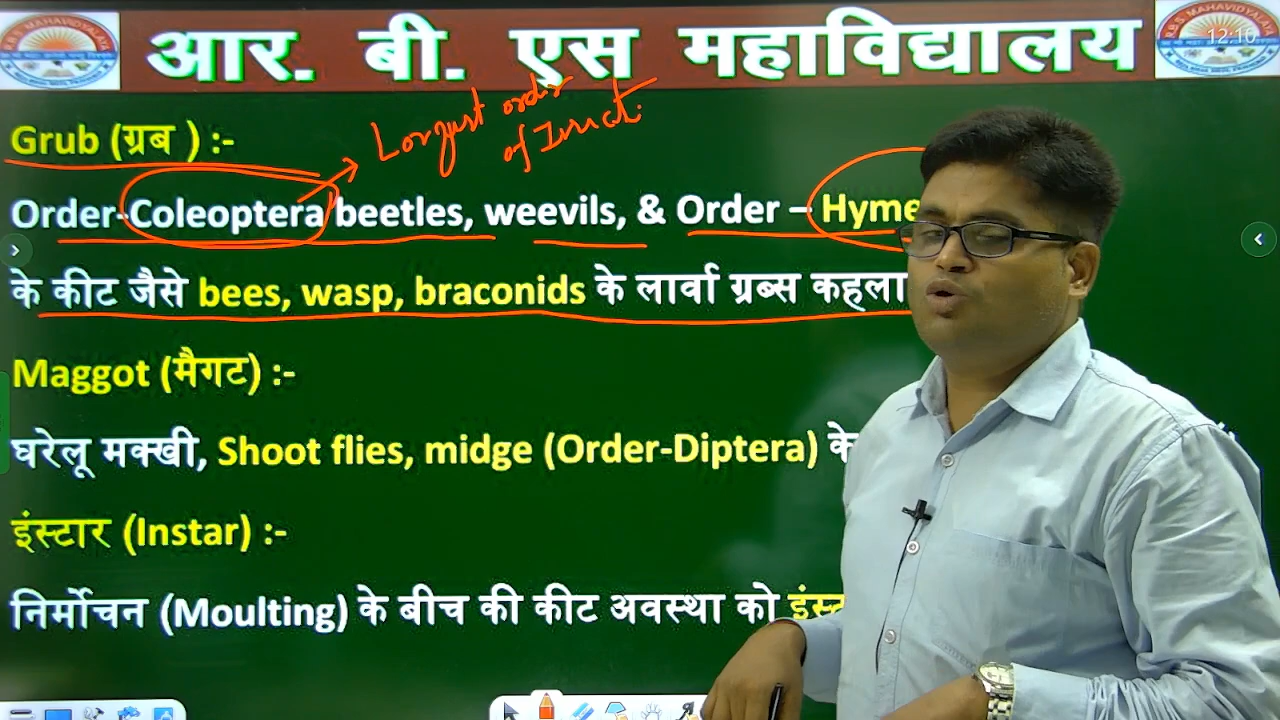 आर. बी. एस महाविद्यालय
12:10
Largest order
of Insect
Grub (ग्रब ) :-
Order-Coleoptera beetles, weevils, & Order – Hyme
के कीट जैसे bees, wasp, braconids के लार्वा ग्रब्स कहला
Maggot (मैगट) :-
घरेलू मक्खी, Shoot flies, midge (Order-Diptera) के
इंस्टार (Instar) :-
निर्मोचन (Moulting) के बीच की कीट अवस्था को इंस्ट